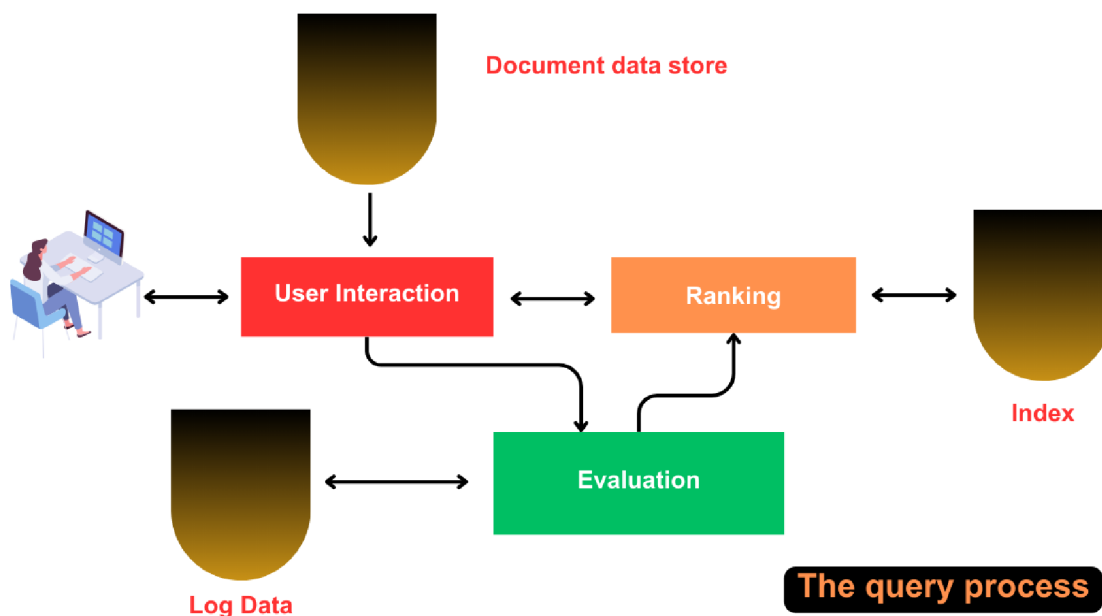 Document data store
User Interaction
Ranking
Index
Evaluation
Log Data
The query process